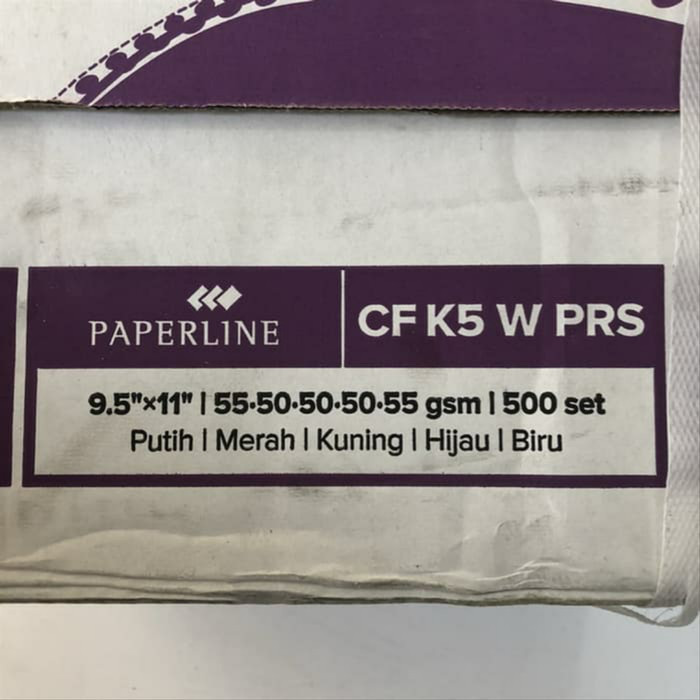 PAPERLINE
CF K5 W PRS
9.5"×11" | 55·50·50·50·55 gsm | 500 set
Putih | Merah | Kuning | Hijau | Biru